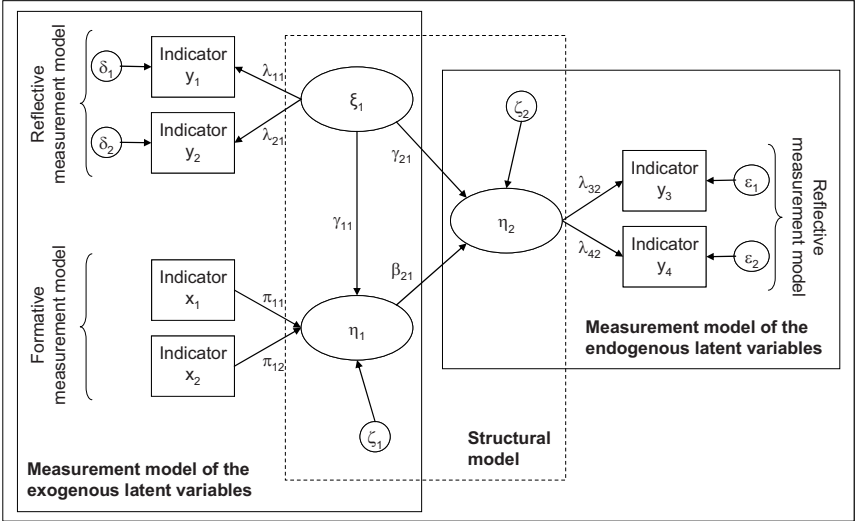 Reflective
measurement model
δ1
Indicator
y1
λ11
δ2
Indicator
y2
λ21
ξ1
γ21
γ11
ζ2
η2
λ32
Indicator
y3
ε1
λ42
Indicator
y4
ε2
Reflective
measurement model
Formative
measurement model
Indicator
x1
π11
Indicator
x2
π12
η1
β21
ζ1
Measurement model of the
endogenous latent variables
Structural
model
Measurement model of the
exogenous latent variables